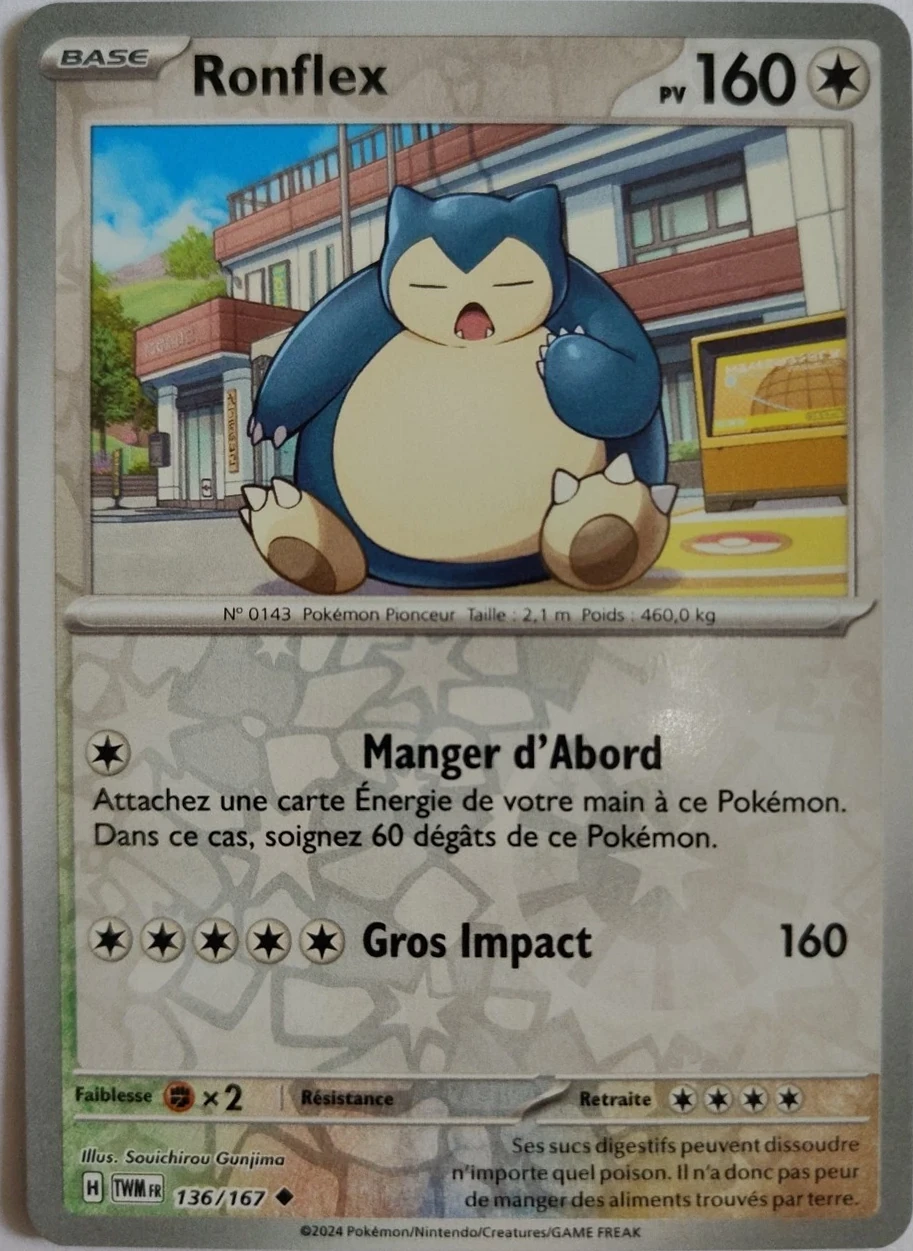 BASE
Ronflex
PV 160
N° 0143 Pokémon Pionceur Taille : 2,1 m Poids : 460,0 kg
Manger d'Abord
Attachez une carte Énergie de votre main à ce Pokémon.
Dans ce cas, soignez 60 dégâts de ce Pokémon.
Gros Impact 160
Faiblesse ×2 Résistance Retraite
Illus. Souichirou Gunjima
H TWM FR 136/167
Ses sucs digestifs peuvent dissoudre
n'importe quel poison. Il n'a donc pas peur
de manger des aliments trouvés par terre.
©2024 Pokémon/Nintendo/Creatures/GAME FREAK